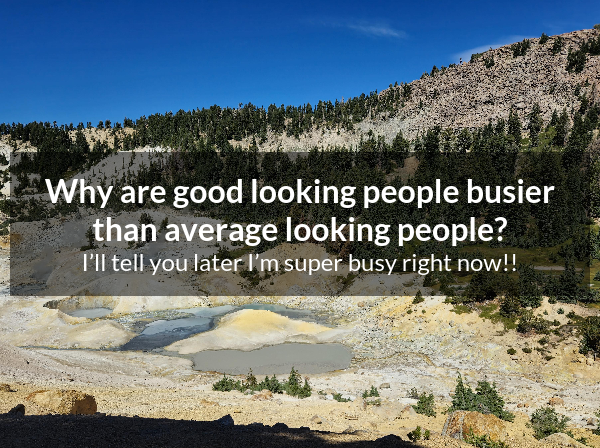 Why are good looking people busier
than average looking people?
I’ll tell you later I’m super busy right now!!